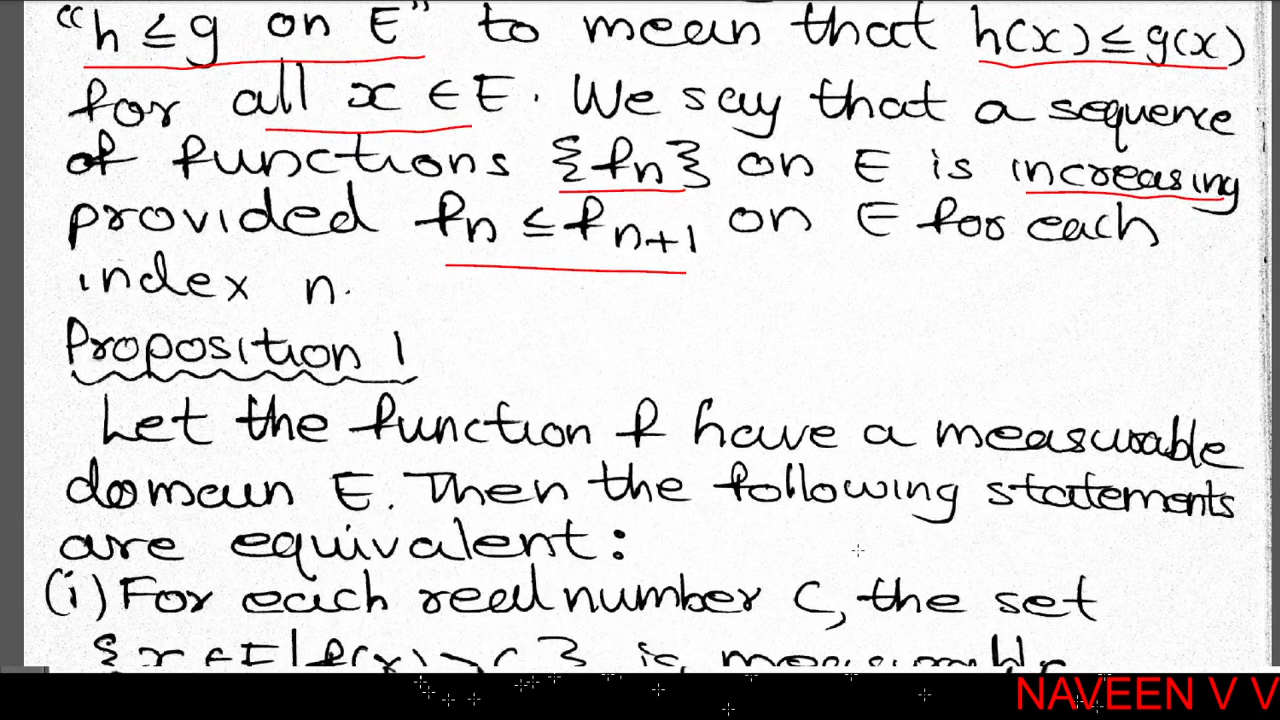 "h ≤ g on E" to mean that h(x) ≤ g(x)
for all x ∈ E. We say that a sequence
of functions {fn} on E is increasing
provided fn ≤ fn+1 on E for each
index n.
Proposition 1
Let the function f have a measurable
domain E. Then the following statements
are equivalent:
(i) For each real number c, the set
{x ∈ E | f(x) > c} is measurable
NAVEEN V V